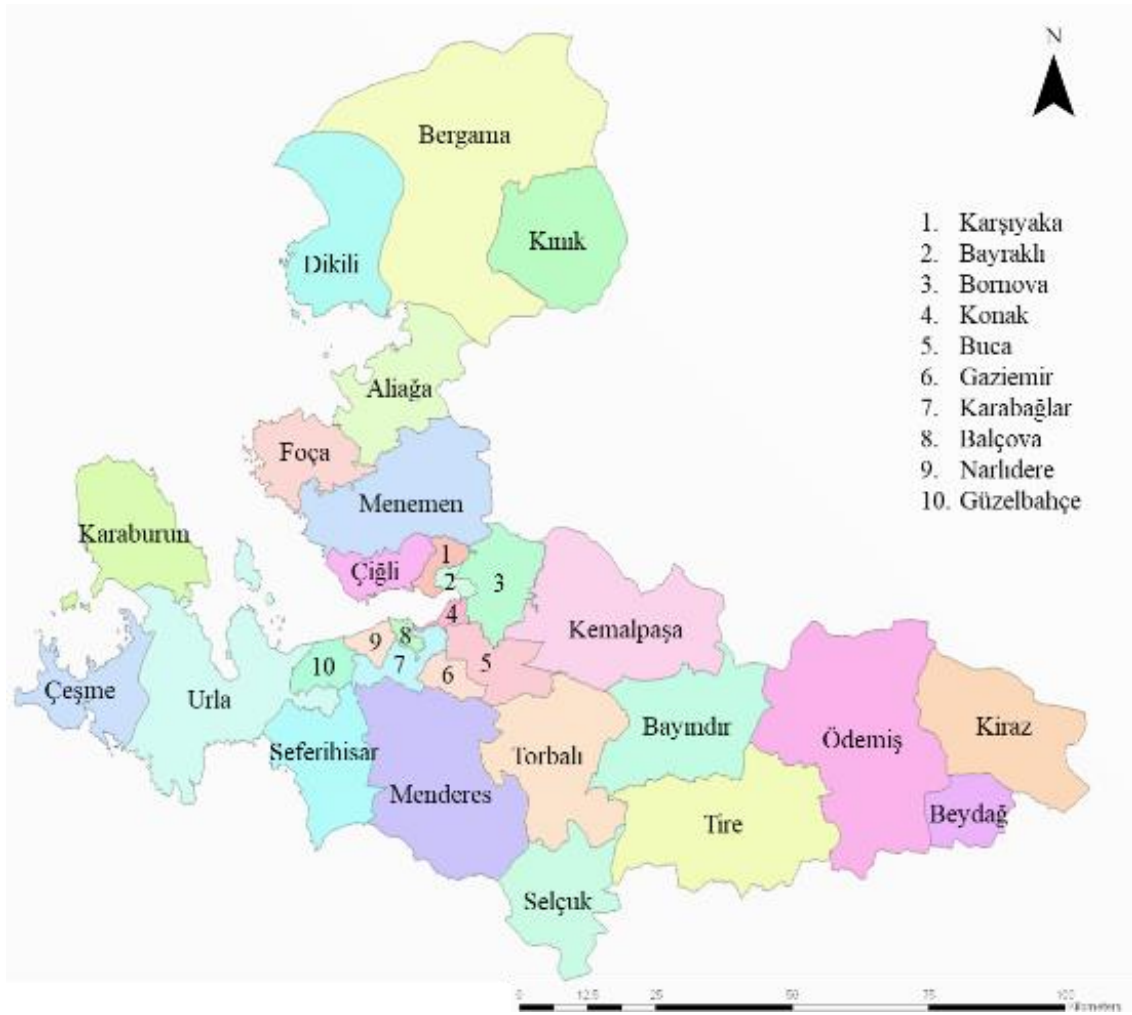 N
Bergama
Kınık
Dikili
1. Karşıyaka
2. Bayraklı
3. Bornova
4. Konak
5. Buca
6. Gaziemir
7. Karabağlar
8. Balçova
9. Narlıdere
10. Güzelbahçe
Aliağa
Foça
Menemen
Karaburun
Çiğli
1
2
3
4
Kemalpaşa
5
6
7
8
9
10
Çeşme
Urla
Seferihisar
Menderes
Torbalı
Bayındır
Ödemiş
Kiraz
Beydağ
Tire
Selçuk
0 12.5 25 50 75 100
Kilometers